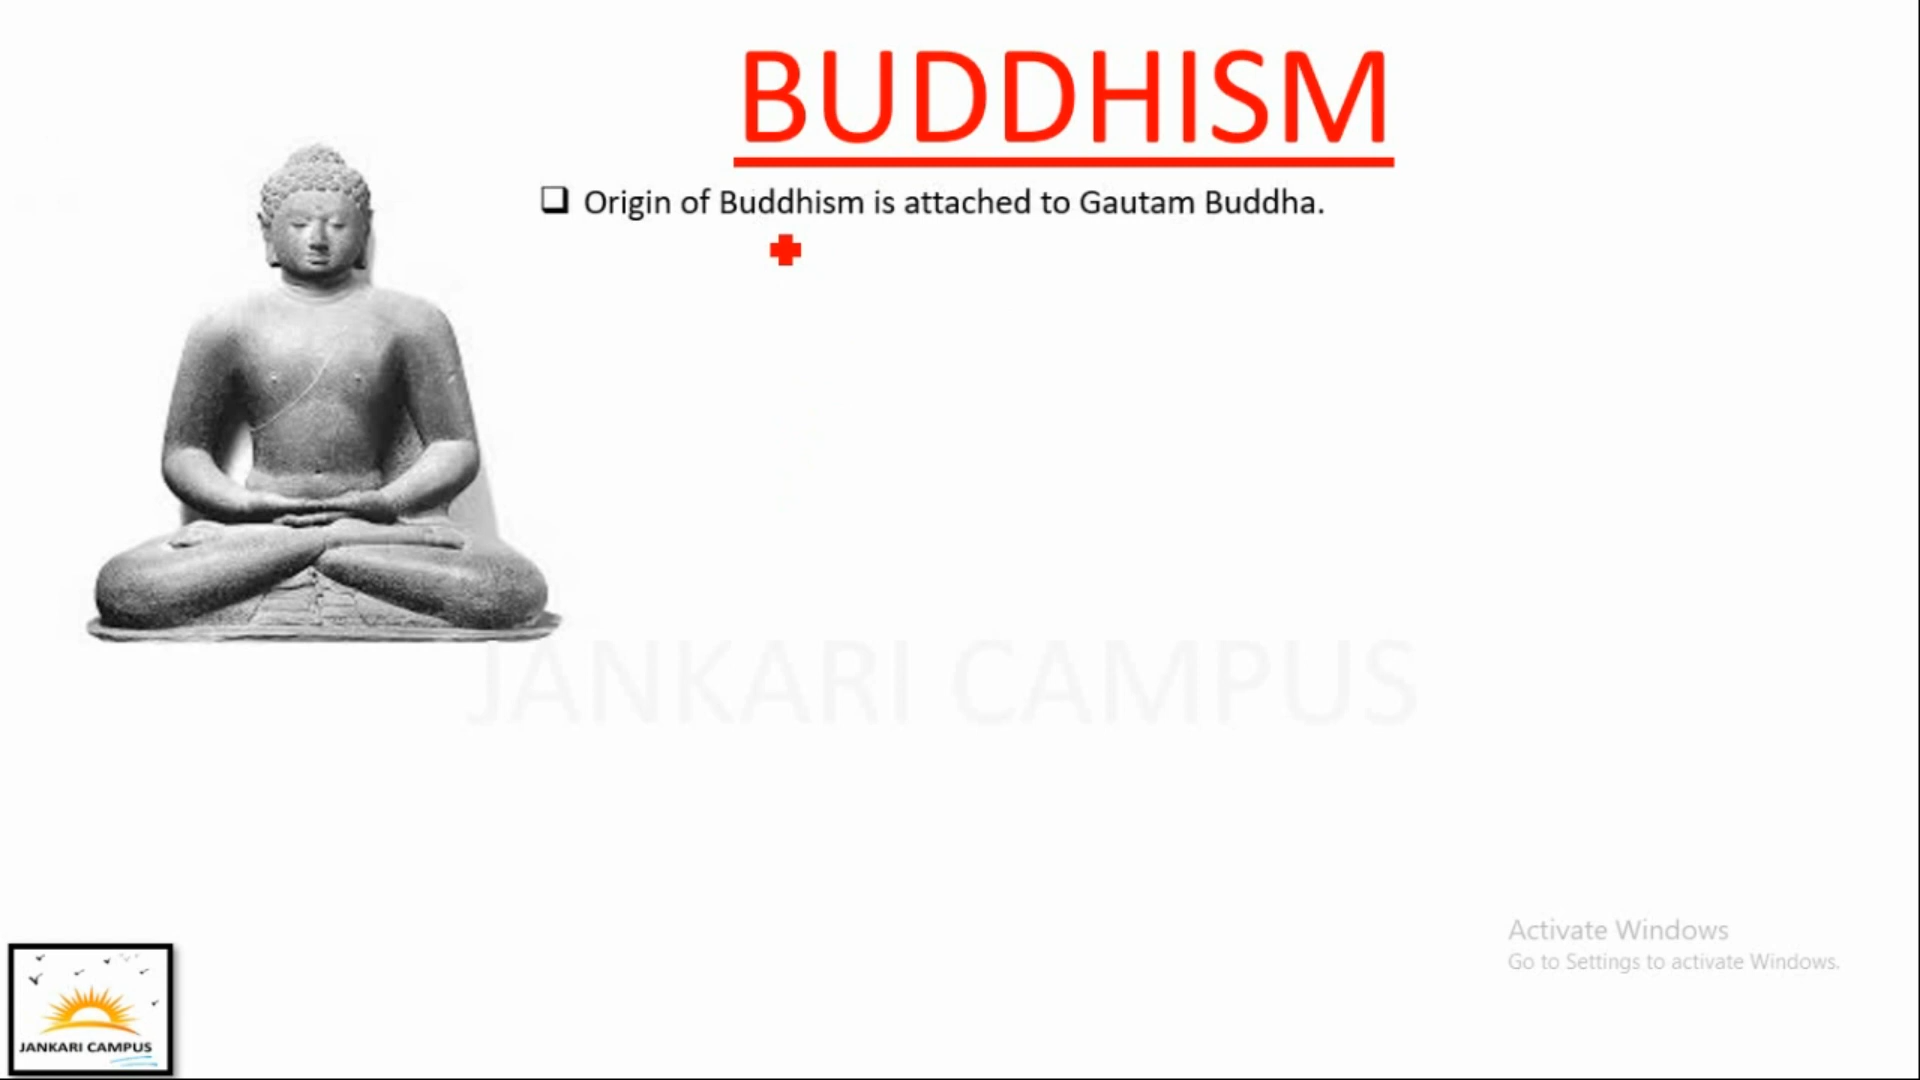 BUDDHISM
Origin of Buddhism is attached to Gautam Buddha.
JANKARI CAMPUS
Activate Windows
Go to Settings to activate Windows.
JANKARI CAMPUS